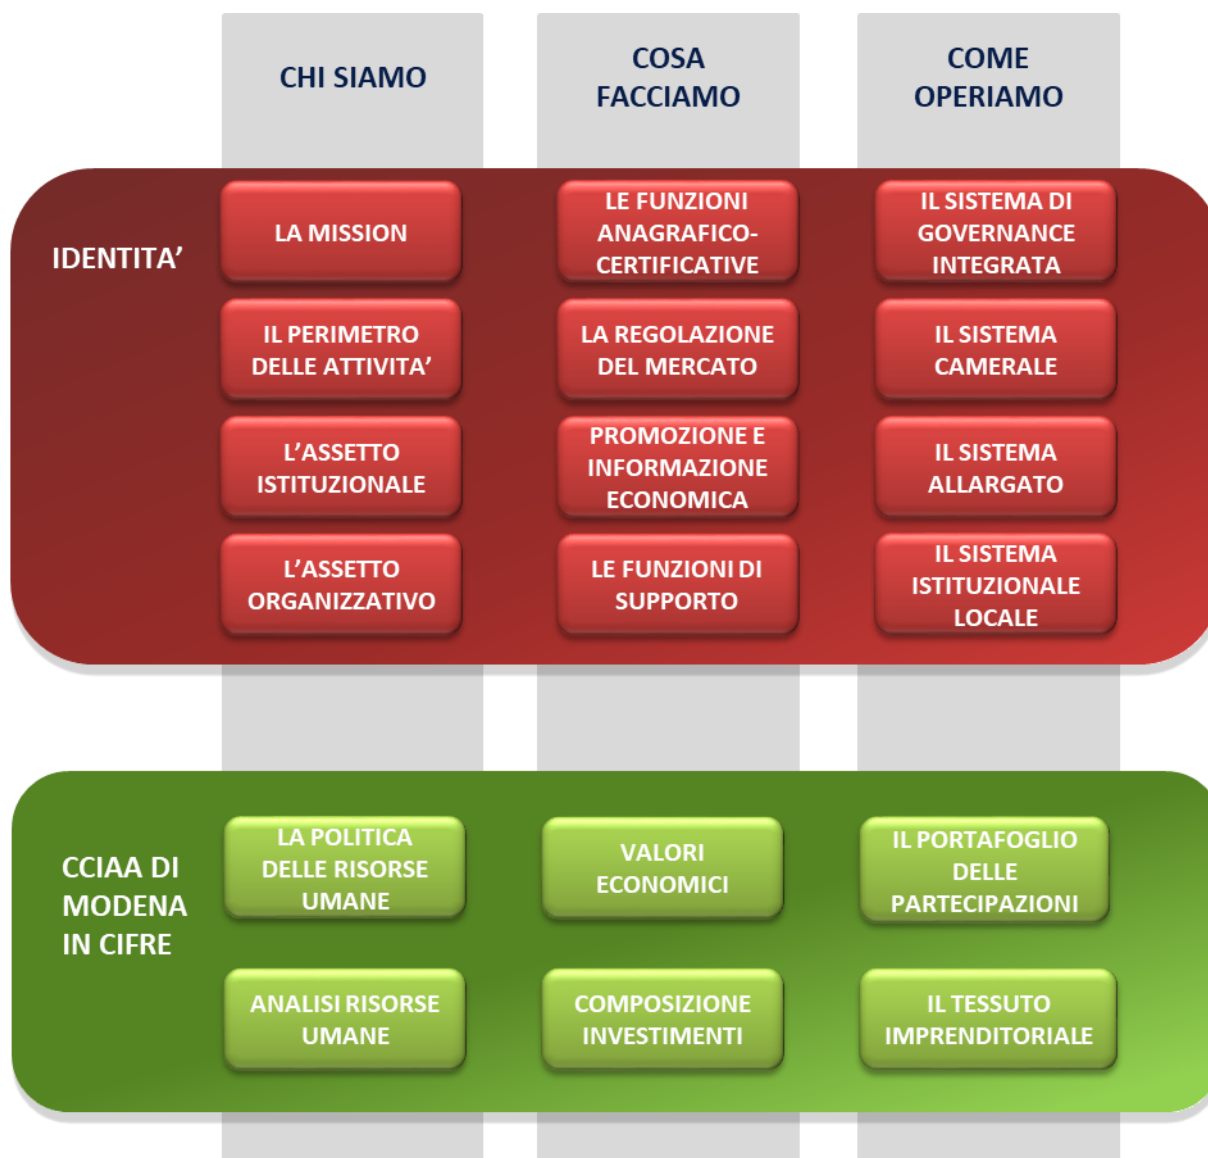 CHI SIAMO
COSA
FACCIAMO
COME
OPERIAMO
IDENTITA’
LA MISSION
LE FUNZIONI
ANAGRAFICO-
CERTIFICATIVE
IL SISTEMA DI
GOVERNANCE
INTEGRATA
IL PERIMETRO
DELLE ATTIVITA’
LA REGOLAZIONE
DEL MERCATO
IL SISTEMA
CAMERALE
L’ASSETTO
ISTITUZIONALE
PROMOZIONE E
INFORMAZIONE
ECONOMICA
IL SISTEMA
ALLARGATO
L’ASSETTO
ORGANIZZATIVO
LE FUNZIONI DI
SUPPORTO
IL SISTEMA
ISTITUZIONALE
LOCALE
CCIAA DI
MODENA
IN CIFRE
LA POLITICA
DELLE RISORSE
UMANE
VALORI
ECONOMICI
IL PORTAFOGLIO
DELLE
PARTECIPAZIONI
ANALISI RISORSE
UMANE
COMPOSIZIONE
INVESTIMENTI
IL TESSUTO
IMPRENDITORIALE